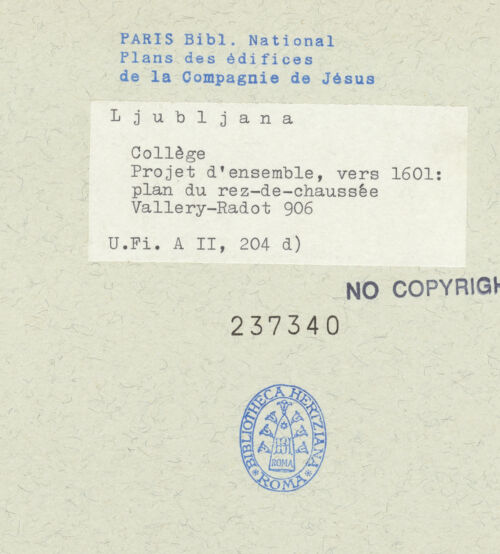 PARIS Bibl. National
Plans des édifices
de la Compagnie de Jésus
Ljubljana
Collège
Projet d'ensemble, vers 1601:
plan du rez-de-chaussée
Vallery-Radot 906
U.Fi. A II, 204 d)
NO COPYRIGH
237340
BIBLIOTHECA HERTZIANA
ROMA
*ROMA*